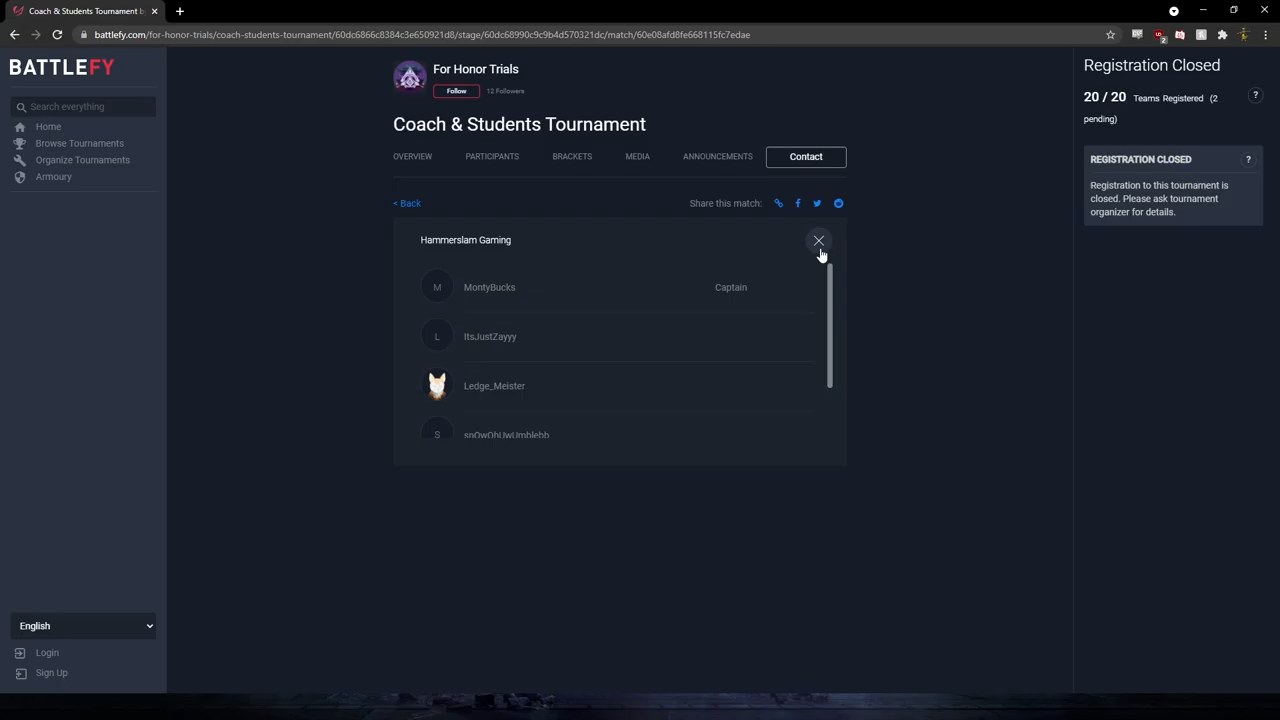 Coach & Students Tournament b
battlefy.com/for-honor-trials/coach-students-tournament/60dc6866c8384c3e650921d8/stage/60dc68990c9c9b4d570321dc/match/60e08afd8fe668115fc7edae
BATTLEFY
Search everything
Home
Browse Tournaments
Organize Tournaments
Armoury
For Honor Trials
Follow
12 Followers
Coach & Students Tournament
OVERVIEW
PARTICIPANTS
BRACKETS
MEDIA
ANNOUNCEMENTS
Contact
< Back
Share this match:
Hammerslam Gaming
M
MontyBucks
Captain
L
ItsJustZayyy
Ledge_Meister
S
Registration Closed
20 / 20 Teams Registered (2
pending)
?
REGISTRATION CLOSED
?
Registration to this tournament is
closed. Please ask tournament
organizer for details.
English
Login
Sign Up